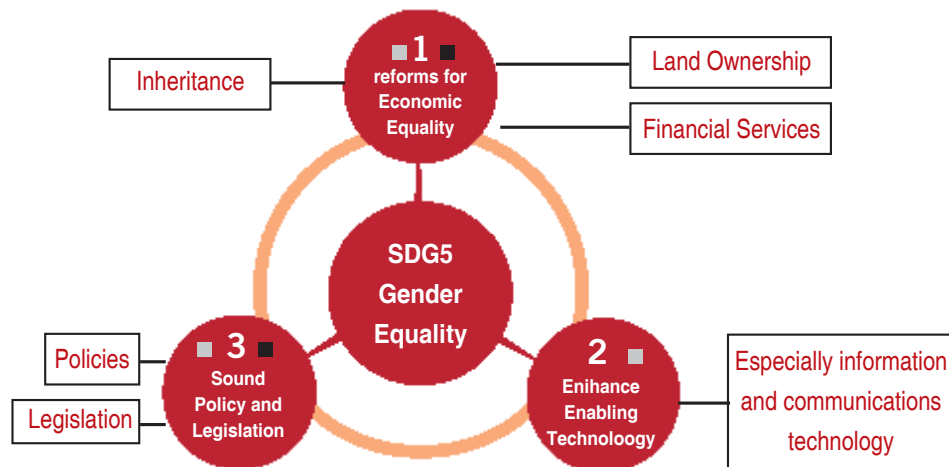 1
reforms for
Economic
Equality
Inheritance
Land Ownership
Financial Services
SDG5
Gender
Equality
3
Sound
Policy and
Legislation
Policies
Legislation
2
Enihance
Enabling
Technoloogy
Especially information
and communications
technology